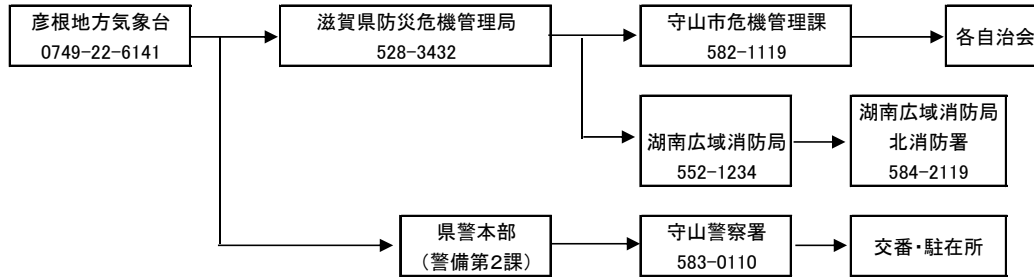 彦根地方気象台
0749-22-6141
滋賀県防災危機管理局
528-3432
守山市危機管理課
582-1119
各自治会
湖南広域消防局
552-1234
湖南広域消防局
北消防署
584-2119
県警本部
（警備第2課）
守山警察署
583-0110
交番・駐在所